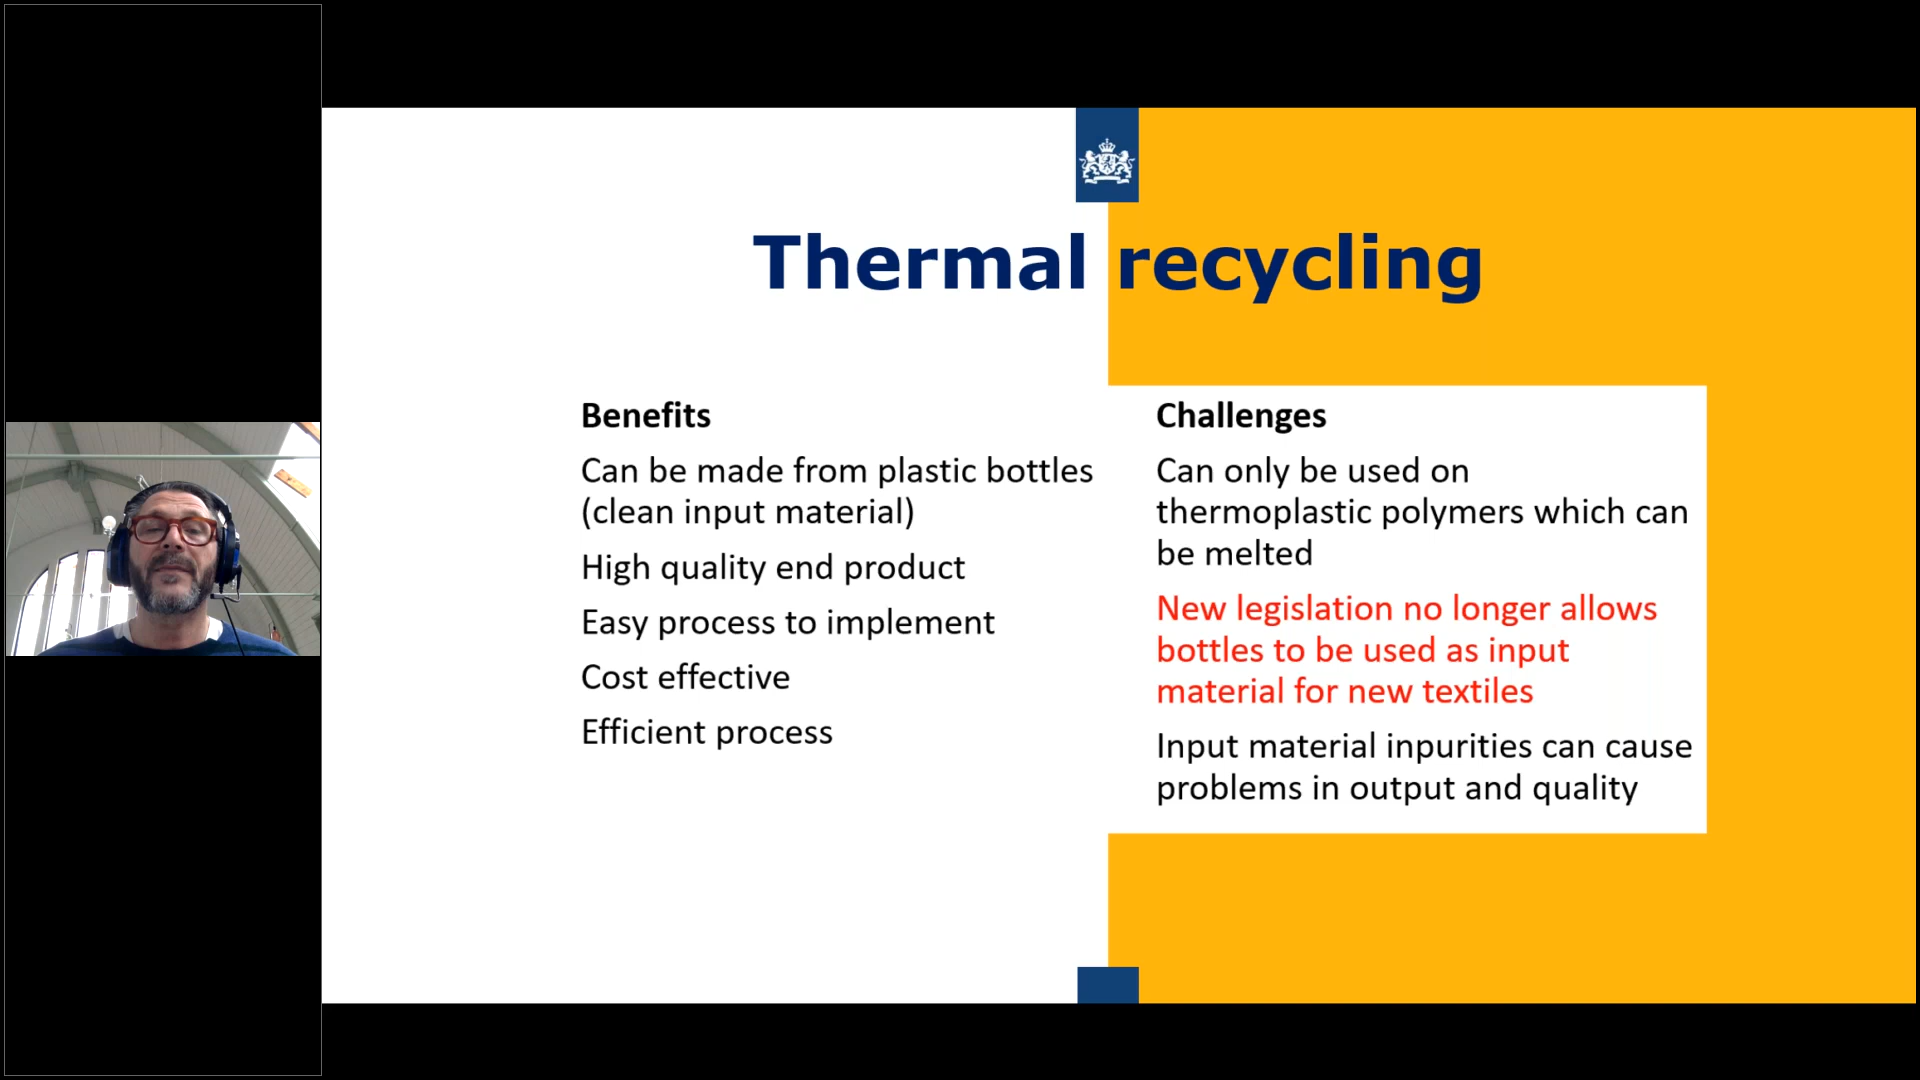 Thermal recycling
Benefits
Can be made from plastic bottles
(clean input material)
High quality end product
Easy process to implement
Cost effective
Efficient process
Challenges
Can only be used on
thermoplastic polymers which can
be melted
New legislation no longer allows
bottles to be used as input
material for new textiles
Input material inpurities can cause
problems in output and quality